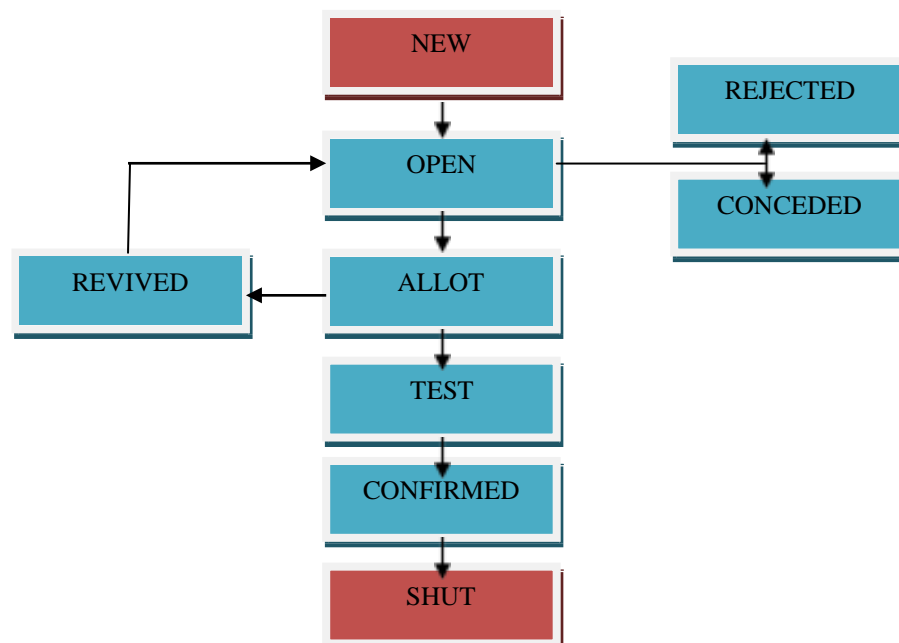 NEW
REJECTED
OPEN
CONCEDED
REVIVED
ALLOT
TEST
CONFIRMED
SHUT